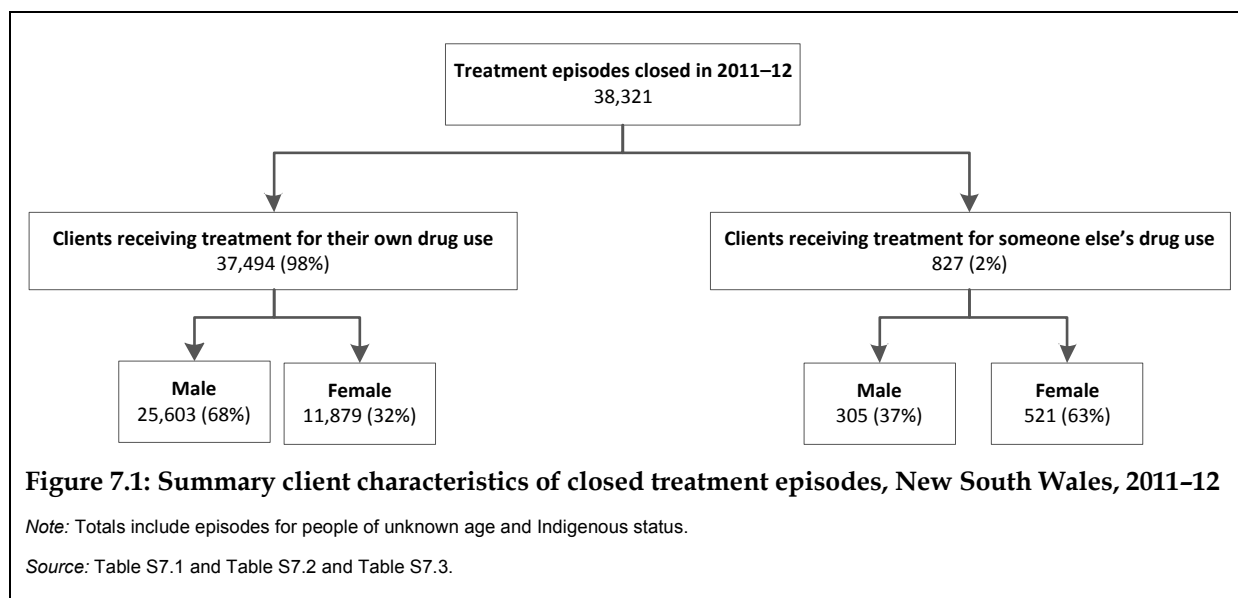 Treatment episodes closed in 2011–12
38,321
Clients receiving treatment for their own drug use
37,494 (98%)
Clients receiving treatment for someone else's drug use
827 (2%)
Male
25,603 (68%)
Female
11,879 (32%)
Male
305 (37%)
Female
521 (63%)
Figure 7.1: Summary client characteristics of closed treatment episodes, New South Wales, 2011–12
Note: Totals include episodes for people of unknown age and Indigenous status.
Source: Table S7.1 and Table S7.2 and Table S7.3.